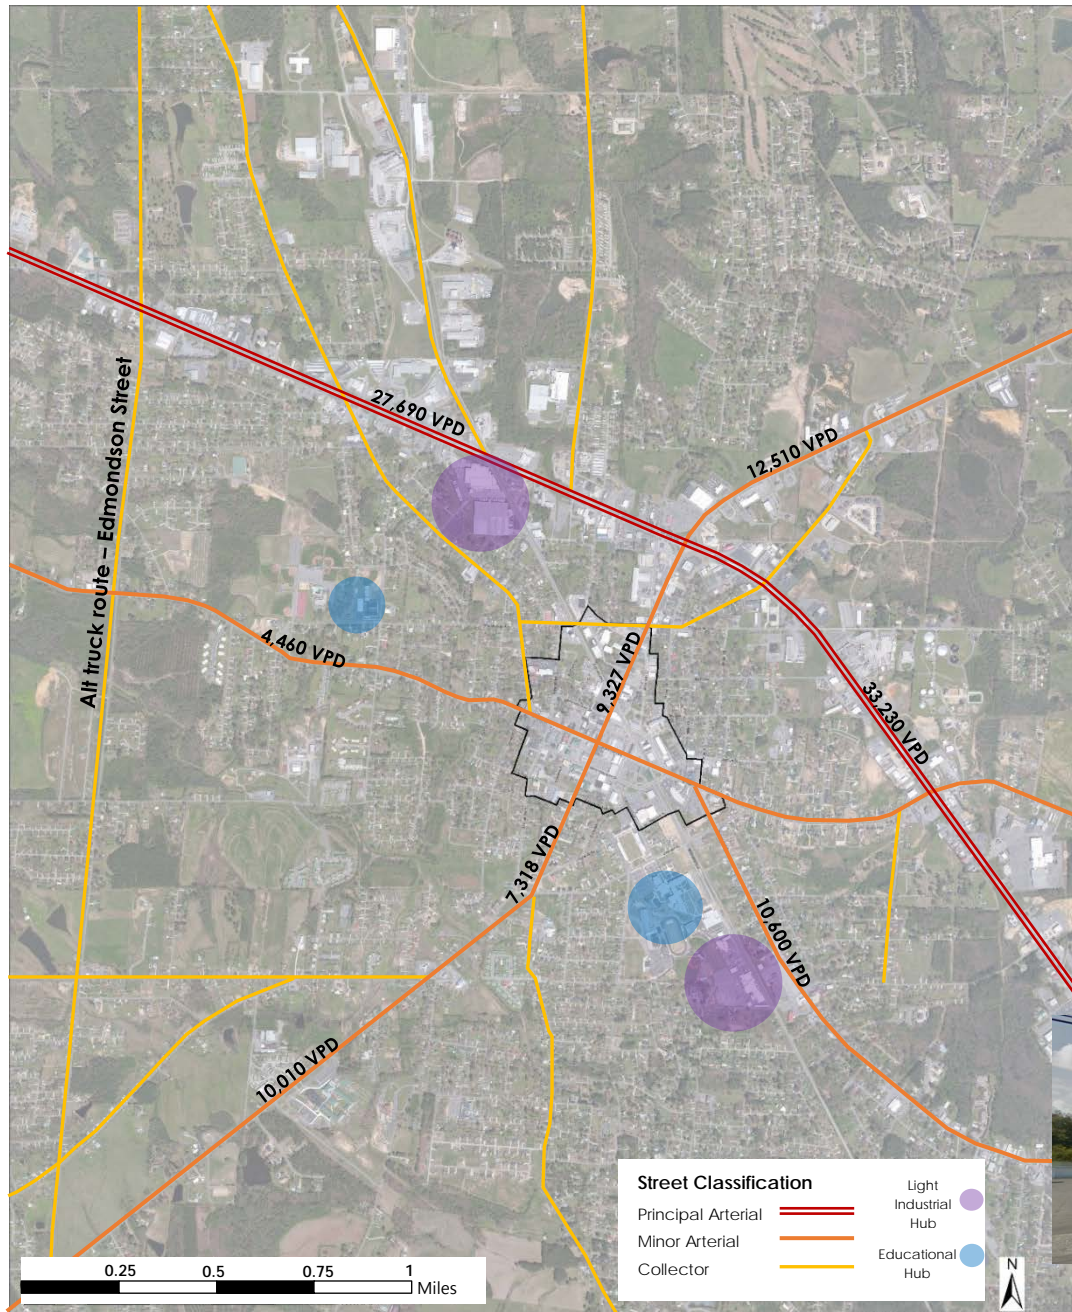 27,690 VPD
12,510 VPD
Alt truck route – Edmondson Street
4,460 VPD
9,327 VPD
33,230 VPD
7,318 VPD
10,600 VPD
10,010 VPD
Street Classification
Principal Arterial
Minor Arterial
Collector
Light
Industrial
Hub
Educational
Hub
0.25 0.5 0.75 1
Miles
N